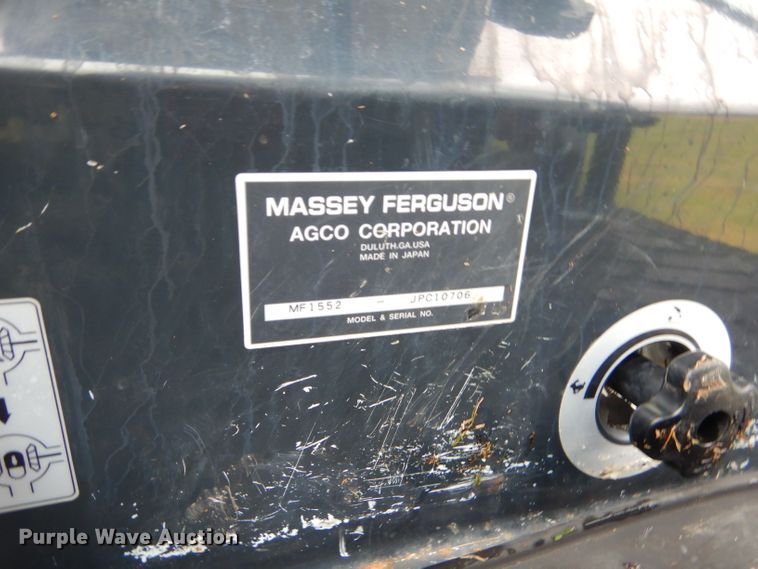 MASSEY FERGUSON®
AGCO CORPORATION
DULUTH.GA.USA
MADE IN JAPAN
MF1552 - JPC10706
MODEL & SERIAL NO.
Purple Wave Auction